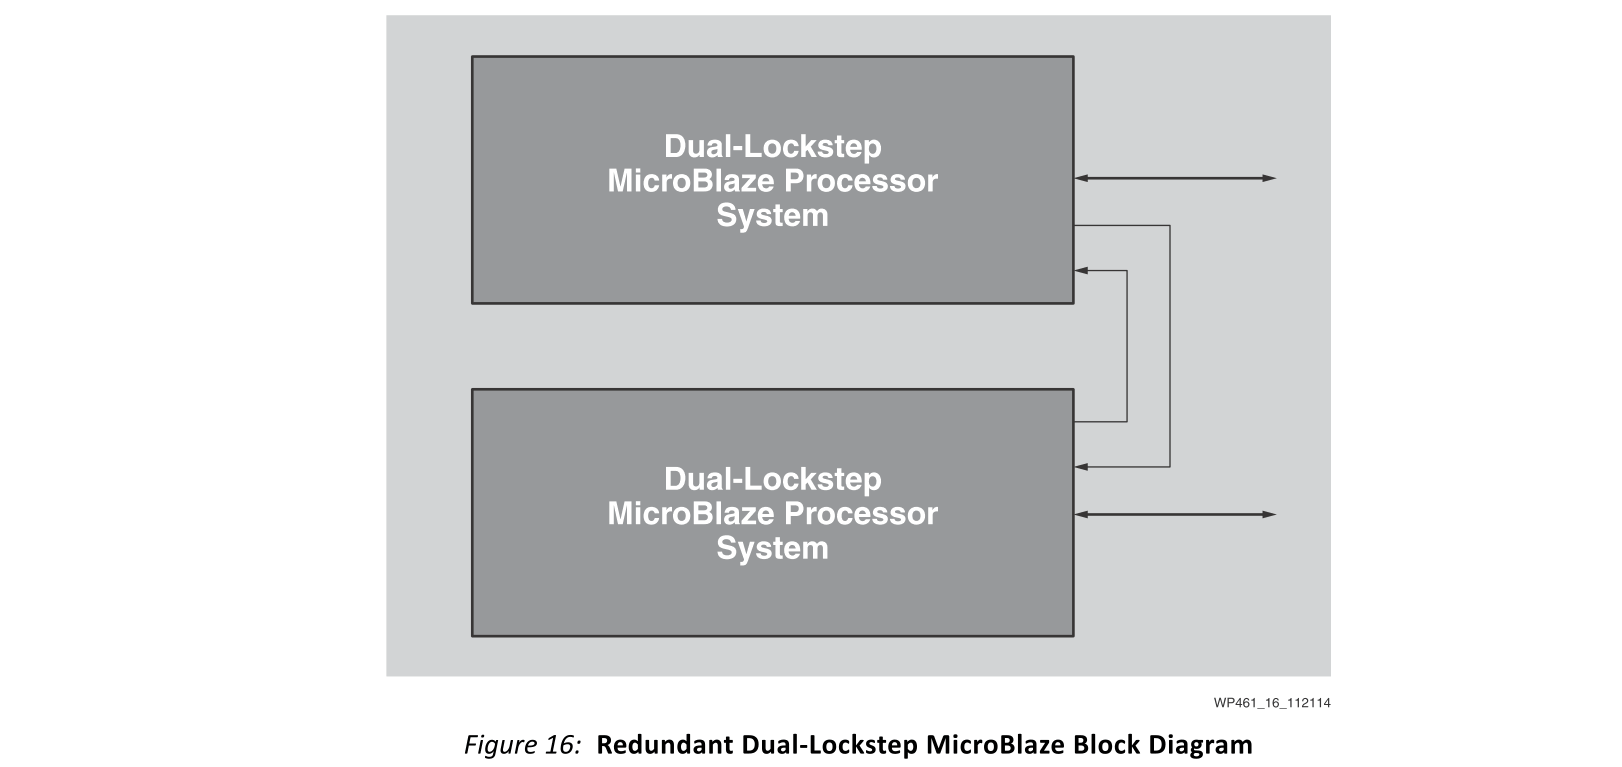 Dual-Lockstep
MicroBlaze Processor
System
Dual-Lockstep
MicroBlaze Processor
System
WP461_16_112114
Figure 16: Redundant Dual-Lockstep MicroBlaze Block Diagram